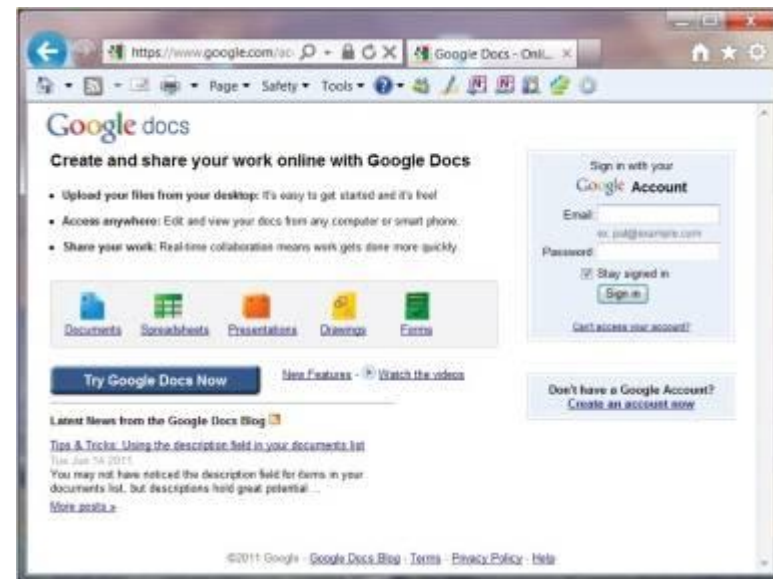 https://www.google.com/ac
Google Docs - Onli...
Page Safety Tools
Google docs
Create and share your work online with Google Docs
Upload your files from your desktop: It's easy to get started and it's free!
Access anywhere: Edit and view your docs from any computer or smart phone.
Share your work: Real-time collaboration means work gets done more quickly.
Documents Spreadsheets Presentations Drawings Forms
Try Google Docs Now
New Features - Watch the videos
Latest News from the Google Docs Blog
Tips & Tricks: Using the description field in your documents list
Tue Jun 14 2011
You may not have noticed the description field for items in your
documents list, but descriptions hold great potential ...
More posts »
Sign in with your
Google Account
Email:
ex: pat@example.com
Password:
Stay signed in
Sign in
Can't access your account?
Don't have a Google Account?
Create an account now
©2011 Google - Google Docs Blog - Terms - Privacy Policy - Help